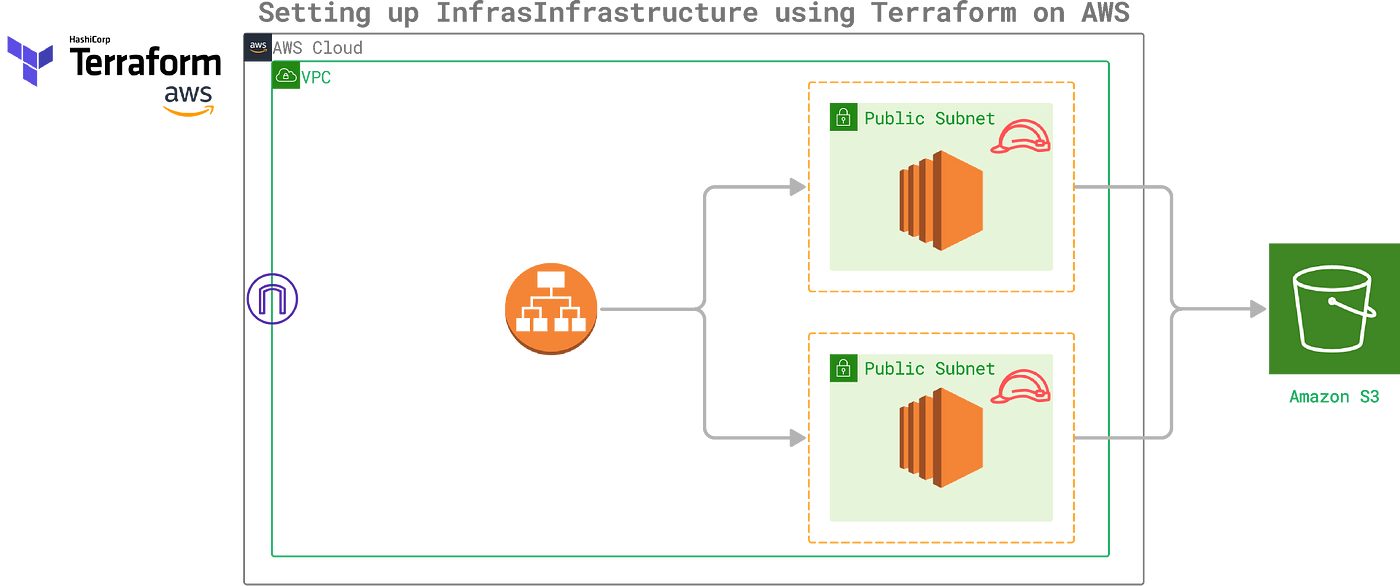 Setting up InfrasInfrastructure using Terraform on AWS
HashiCorp
Terraform
aws
aws
AWS Cloud
VPC
Public Subnet
Public Subnet
Amazon S3